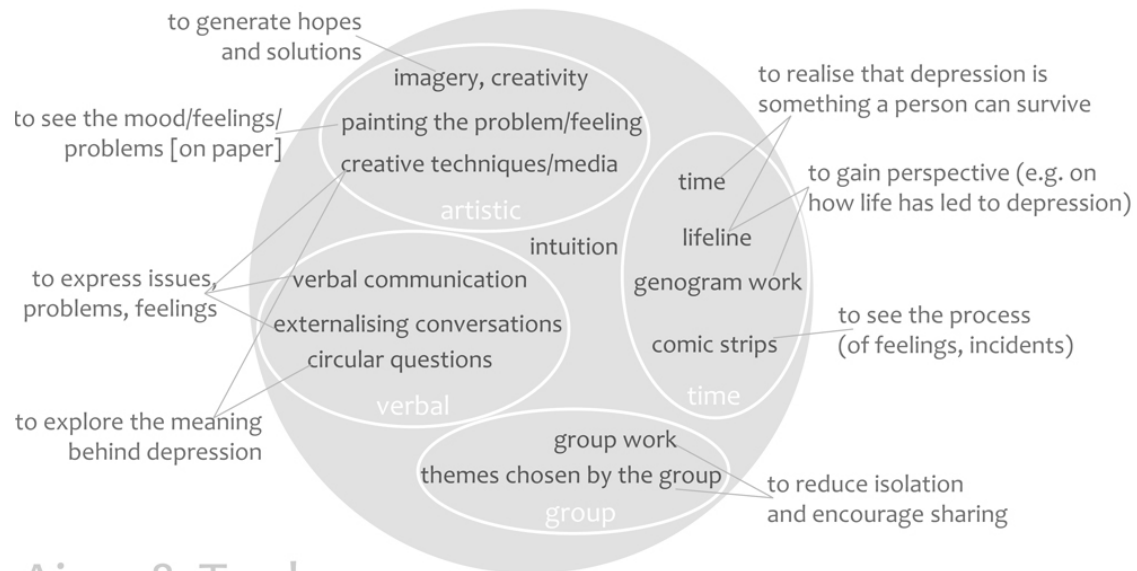 to generate hopes
and solutions
imagery, creativity
to see the mood/feelings/
problems [on paper]
painting the problem/feeling
creative techniques/media
artistic
to realise that depression is
something a person can survive
time
to gain perspective (e.g. on
how life has led to depression)
lifeline
intuition
genogram work
to express issues,
problems, feelings
verbal communication
externalising conversations
circular questions
verbal
to see the process
(of feelings, incidents)
comic strips
time
to explore the meaning
behind depression
group work
themes chosen by the group
group
to reduce isolation
and encourage sharing